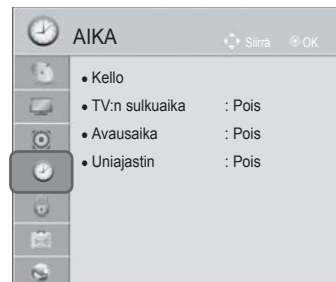 AIKA Siirrä OK
• Kello
• TV:n sulkuaika : Pois
• Avausaika : Pois
• Uniajastin : Pois